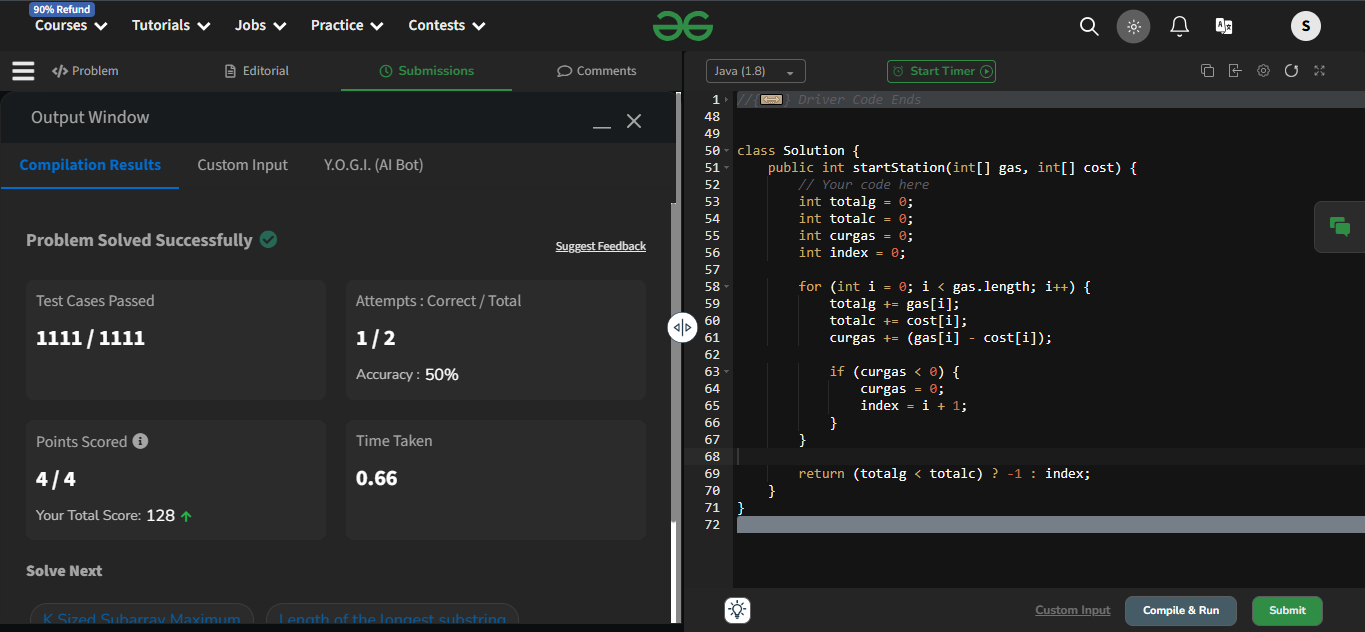 90% Refund
Courses Tutorials Jobs Practice Contests
S
Problem Editorial Submissions Comments
Java (1.8) Start Timer
Output Window
Compilation Results Custom Input Y.O.G.I. (AI Bot)
Problem Solved Successfully
Suggest Feedback
Test Cases Passed
1111 / 1111
Attempts : Correct / Total
1 / 2
Accuracy : 50%
Points Scored
4 / 4
Your Total Score: 128
Time Taken
0.66
Solve Next
K Sized Subarray Maximum Length of the longest substring
1 //{ } Driver Code Ends
48
49
50 class Solution {
51 public int startStation(int[] gas, int[] cost) {
52 // Your code here
53 int totalg = 0;
54 int totalc = 0;
55 int curgas = 0;
56 int index = 0;
57
58 for (int i = 0; i < gas.length; i++) {
59 totalg += gas[i];
60 totalc += cost[i];
61 curgas += (gas[i] - cost[i]);
62
63 if (curgas < 0) {
64 curgas = 0;
65 index = i + 1;
66 }
67 }
68
69 return (totalg < totalc) ? -1 : index;
70 }
71 }
72
Custom Input Compile & Run Submit